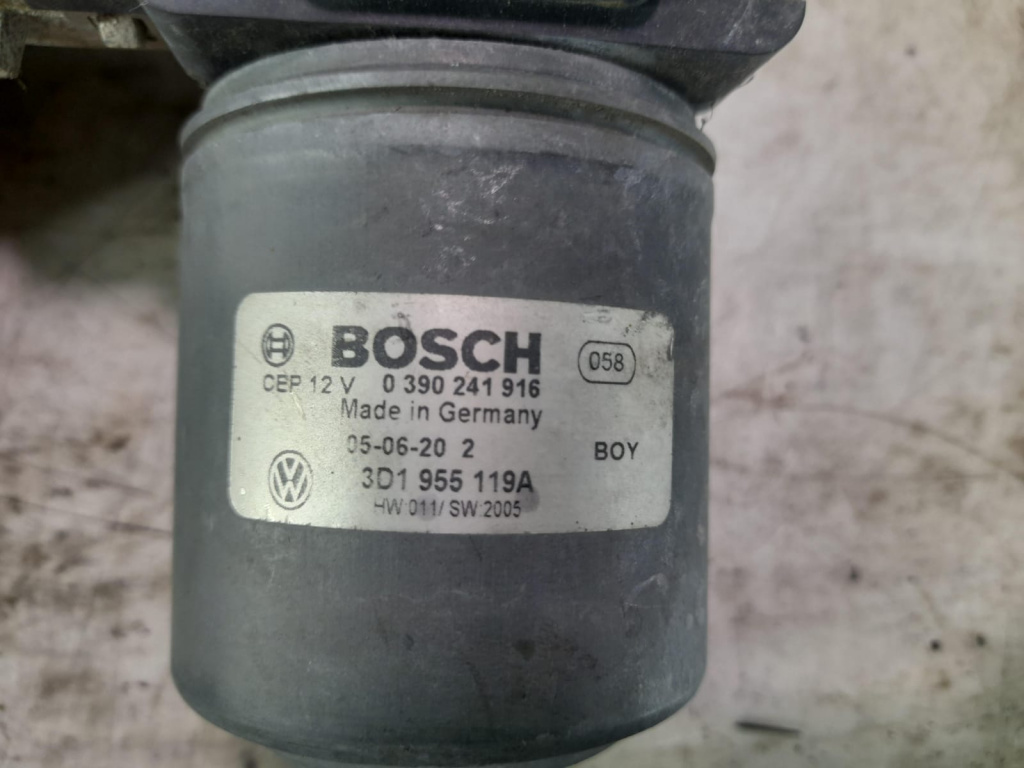 BOSCH 058
CEP 12 V 0 390 241 916
Made in Germany
05-06-20 2 BOY
3D1 955 119A
HW 011/ SW 2005